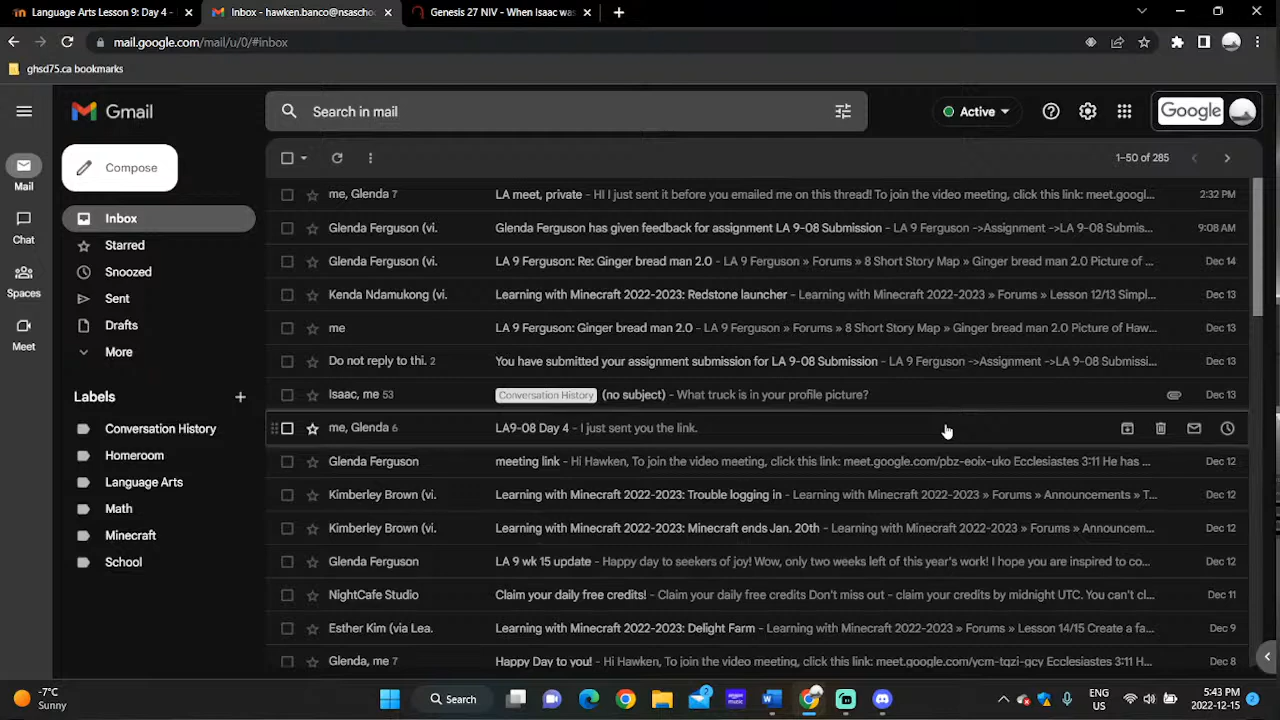 Language Arts Lesson 9: Day 4 -
Inbox - hawken.banco@nsaschoo
Genesis 27 NIV - When Isaac was
mail.google.com/mail/u/0/#inbox
ghsd75.ca bookmarks
Gmail
Search in mail
Active
Google
Mail
Chat
Spaces
Meet
Compose
Inbox
Starred
Snoozed
Sent
Drafts
More
Labels
Conversation History
Homeroom
Language Arts
Math
Minecraft
School
1-50 of 285
me, Glenda 7 LA meet, private - HI I just sent it before you emailed me on this thread! To join the video meeting, click this link: meet.googl... 2:32 PM
Glenda Ferguson (vi. Glenda Ferguson has given feedback for assignment LA 9-08 Submission - LA 9 Ferguson ->Assignment ->LA 9-08 Submis... 9:08 AM
Glenda Ferguson (vi. LA 9 Ferguson: Re: Ginger bread man 2.0 - LA 9 Ferguson » Forums » 8 Short Story Map » Ginger bread man 2.0 Picture of ... Dec 14
Kenda Ndamukong (vi. Learning with Minecraft 2022-2023: Redstone launcher - Learning with Minecraft 2022-2023 » Forums » Lesson 12/13 Simpl... Dec 13
me LA 9 Ferguson: Ginger bread man 2.0 - LA 9 Ferguson » Forums » 8 Short Story Map » Ginger bread man 2.0 Picture of Haw... Dec 13
Do not reply to thi. 2 You have submitted your assignment submission for LA 9-08 Submission - LA 9 Ferguson ->Assignment ->LA 9-08 Submissi... Dec 13
Isaac, me 53 Conversation History (no subject) - What truck is in your profile picture? Dec 13
me, Glenda 6 LA9-08 Day 4 - I just sent you the link.
Glenda Ferguson meeting link - Hi Hawken, To join the video meeting, click this link: meet.google.com/pbz-eoix-uko Ecclesiastes 3:11 He has ... Dec 12
Kimberley Brown (vi. Learning with Minecraft 2022-2023: Trouble logging in - Learning with Minecraft 2022-2023 » Forums » Announcements » T... Dec 12
Kimberley Brown (vi. Learning with Minecraft 2022-2023: Minecraft ends Jan. 20th - Learning with Minecraft 2022-2023 » Forums » Announcem... Dec 12
Glenda Ferguson LA 9 wk 15 update - Happy day to seekers of joy! Wow, only two weeks left of this year's work! I hope you are inspired to co... Dec 12
NightCafe Studio Claim your daily free credits! - Claim your daily free credits Don't miss out - claim your credits by midnight UTC. You can't cl... Dec 11
Esther Kim (via Lea. Learning with Minecraft 2022-2023: Delight Farm - Learning with Minecraft 2022-2023 » Forums » Lesson 14/15 Create a fa... Dec 9
Glenda, me 7 Happy Day to you! - Hi Hawken, To join the video meeting, click this link: meet.google.com/ycm-tqzi-gcy Ecclesiastes 3:11 H... Dec 8
-7°C
Sunny
Search
2
music
ENG
US
5:43 PM
2022-12-15
2